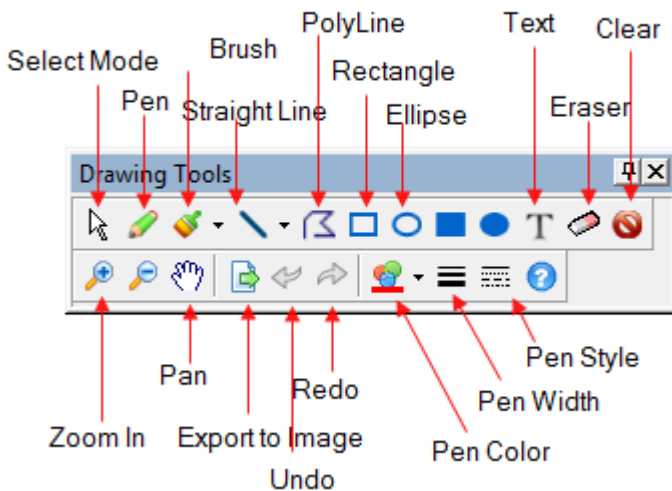 PolyLine
Text
Clear
Brush
Select Mode
Rectangle
Pen
Straight Line
Ellipse
Eraser
Drawing Tools
T
?
Pan
Redo
Pen Style
Pen Width
Zoom In
Export to Image
Pen Color
Undo